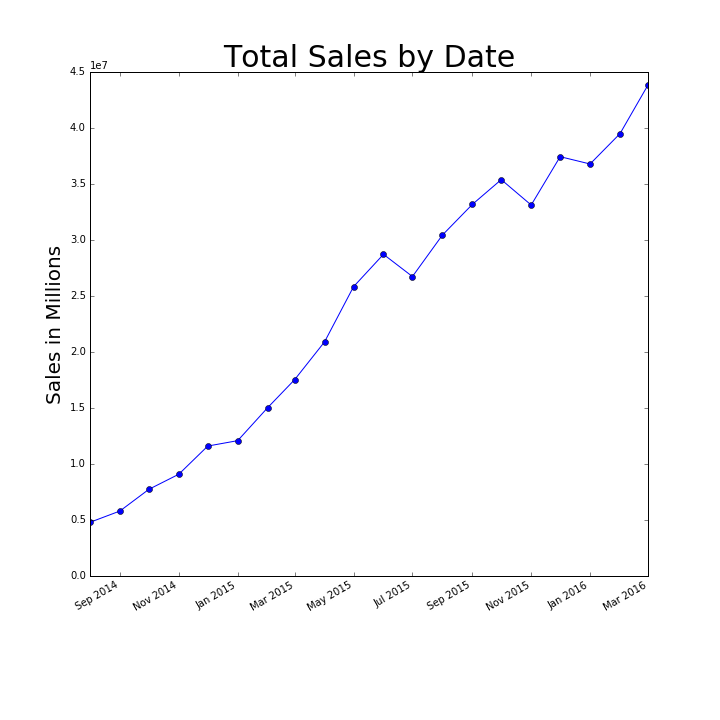 Total Sales by Date
1e7
4.5
4.0
3.5
3.0
2.5
2.0
1.5
1.0
0.5
0.0
Sales in Millions
Sep 2014
Nov 2014
Jan 2015
Mar 2015
May 2015
Jul 2015
Sep 2015
Nov 2015
Jan 2016
Mar 2016